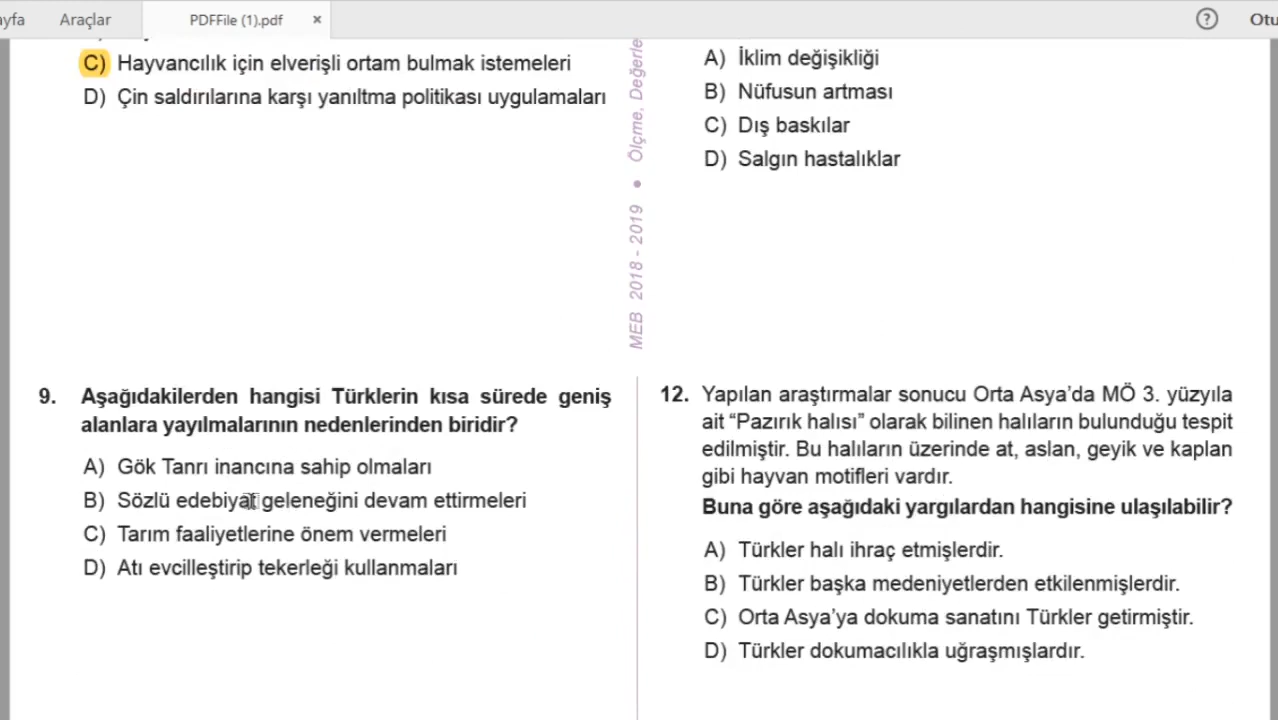 ayfa
Araçlar
PDFFile (1).pdf
×
?
Otu
C) Hayvancılık için elverişli ortam bulmak istemeleri
D) Çin saldırılarına karşı yanıltma politikası uygulamaları
9. Aşağıdakilerden hangisi Türklerin kısa sürede geniş
alanlara yayılmalarının nedenlerinden biridir?
A) Gök Tanrı inancına sahip olmaları
B) Sözlü edebiyat geleneğini devam ettirmeleri
C) Tarım faaliyetlerine önem vermeleri
D) Atı evcilleştirip tekerleği kullanmaları
MEB 2018 - 2019 • Ölçme, Değerle
A) İklim değişikliği
B) Nüfusun artması
C) Dış baskılar
D) Salgın hastalıklar
12. Yapılan araştırmalar sonucu Orta Asya’da MÖ 3. yüzyıla
ait “Pazırık halısı” olarak bilinen halıların bulunduğu tespit
edilmiştir. Bu halıların üzerinde at, aslan, geyik ve kaplan
gibi hayvan motifleri vardır.
Buna göre aşağıdaki yargılardan hangisine ulaşılabilir?
A) Türkler halı ihraç etmişlerdir.
B) Türkler başka medeniyetlerden etkilenmişlerdir.
C) Orta Asya’ya dokuma sanatını Türkler getirmiştir.
D) Türkler dokumacılıkla uğraşmışlardır.